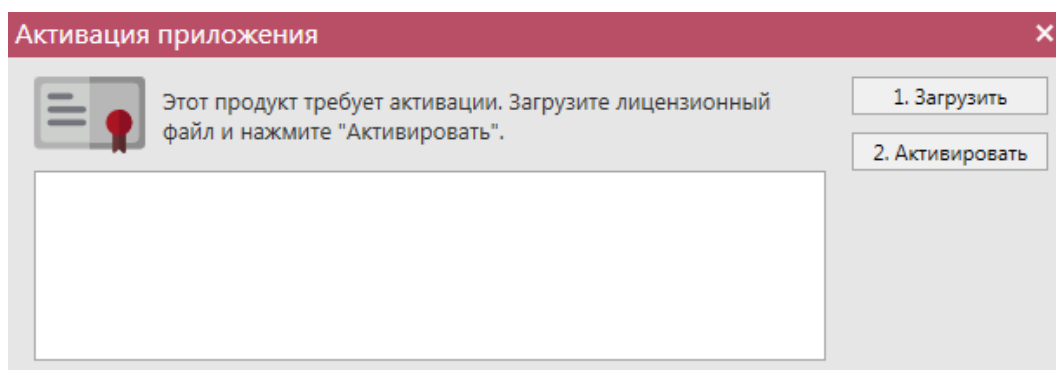 Активация приложения
Этот продукт требует активации. Загрузите лицензионный
файл и нажмите "Активировать".
1. Загрузить
2. Активировать